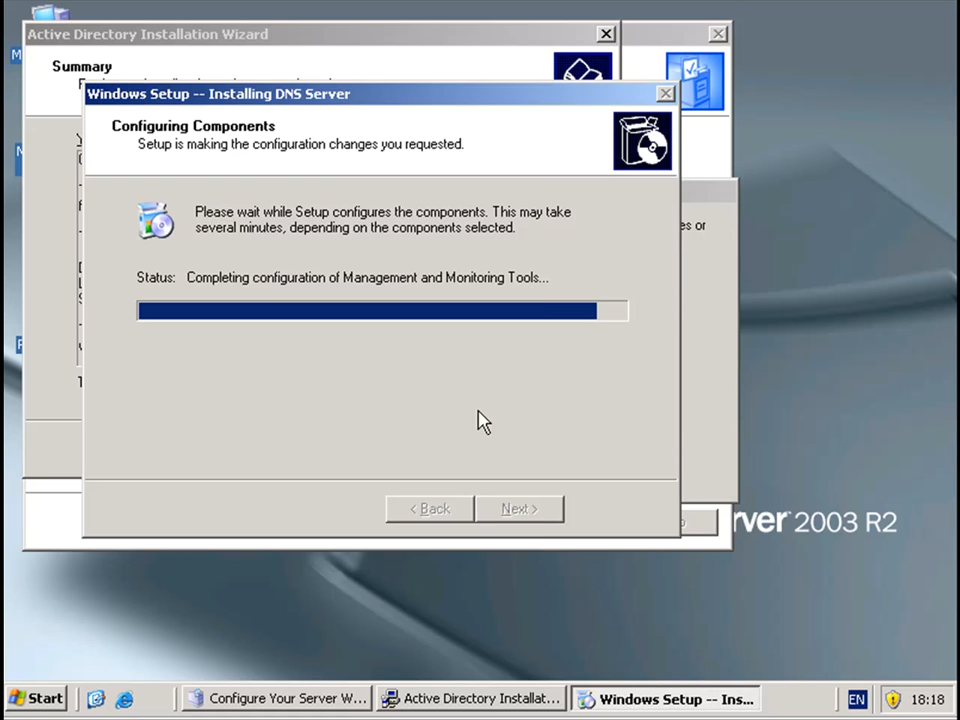 Active Directory Installation Wizard
Summary
Windows Setup -- Installing DNS Server
Configuring Components
Setup is making the configuration changes you requested.
Please wait while Setup configures the components. This may take
several minutes, depending on the components selected.
es or
Status: Completing configuration of Management and Monitoring Tools...
< Back
Next >
rver 2003 R2
Start
Configure Your Server W...
Active Directory Installat...
Windows Setup -- Ins...
EN
18:18